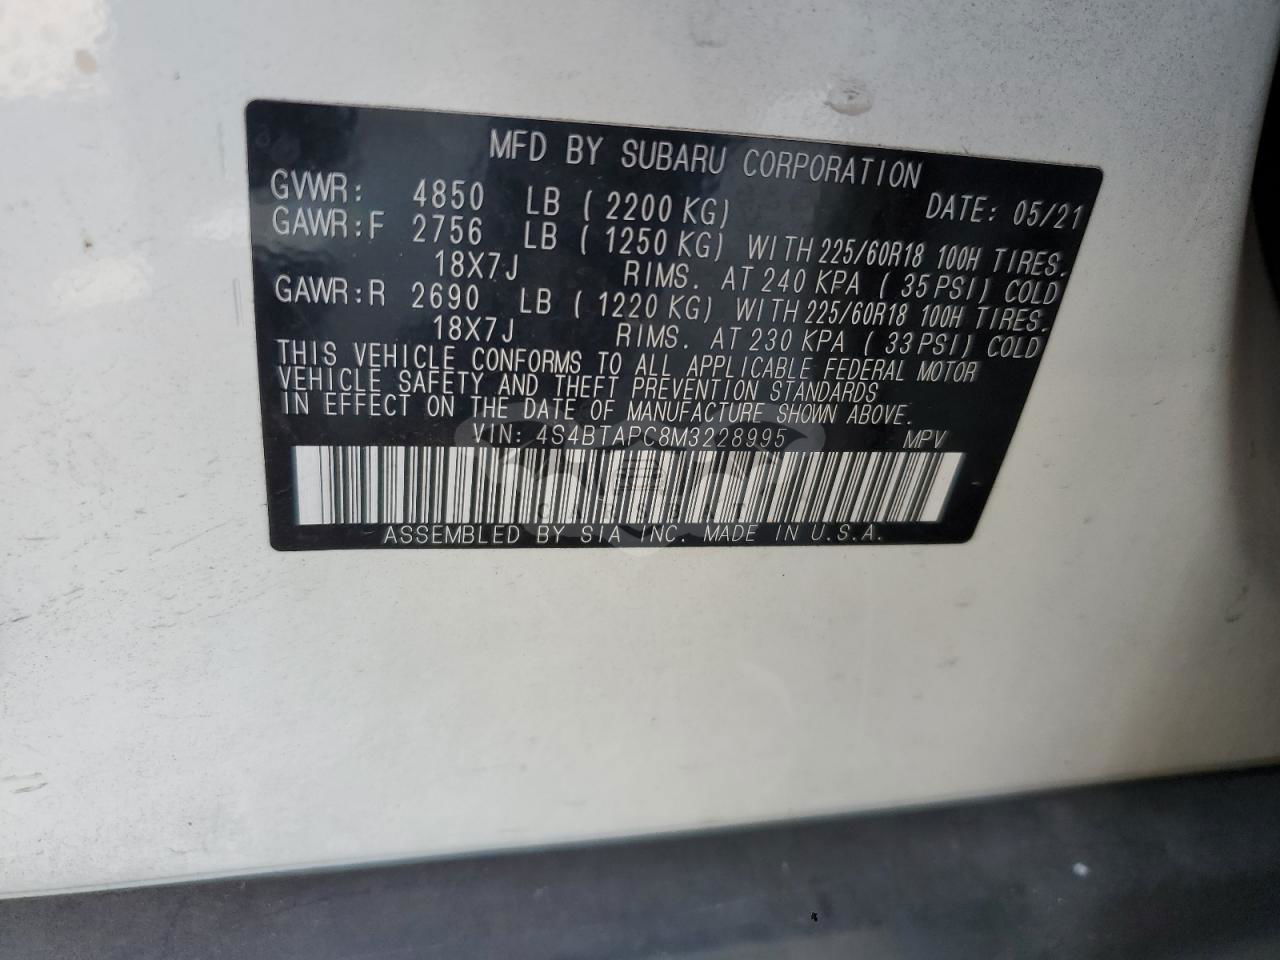 MFD BY SUBARU CORPORATION
GVWR: 4850 LB ( 2200 KG) DATE: 05/21
GAWR:F 2756 LB ( 1250 KG) WITH 225/60R18 100H TIRES.
18X7J RIMS. AT 240 KPA ( 35 PSI) COLD
GAWR:R 2690 LB ( 1220 KG) WITH 225/60R18 100H TIRES.
18X7J RIMS. AT 230 KPA ( 33 PSI) COLD
THIS VEHICLE CONFORMS TO ALL APPLICABLE FEDERAL MOTOR
VEHICLE SAFETY AND THEFT PREVENTION STANDARDS
IN EFFECT ON THE DATE OF MANUFACTURE SHOWN ABOVE.
VIN: 4S4BTAPC8M3228995 MPV
ASSEMBLED BY SIA INC. MADE IN U.S.A.